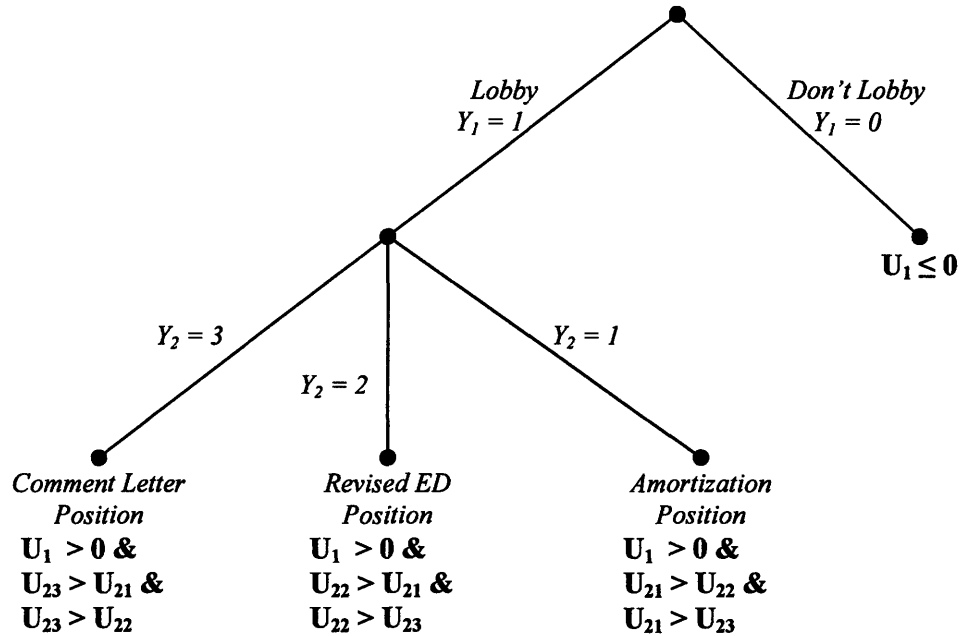 Lobby
Y₁ = 1
Don't Lobby
Y₁ = 0
U₁ ≤ 0
Y₂ = 3
Y₂ = 2
Y₂ = 1
Comment Letter
Position
U₁ > 0 &
U₂₃ > U₂₁ &
U₂₃ > U₂₂
Revised ED
Position
U₁ > 0 &
U₂₂ > U₂₁ &
U₂₂ > U₂₃
Amortization
Position
U₁ > 0 &
U₂₁ > U₂₂ &
U₂₁ > U₂₃